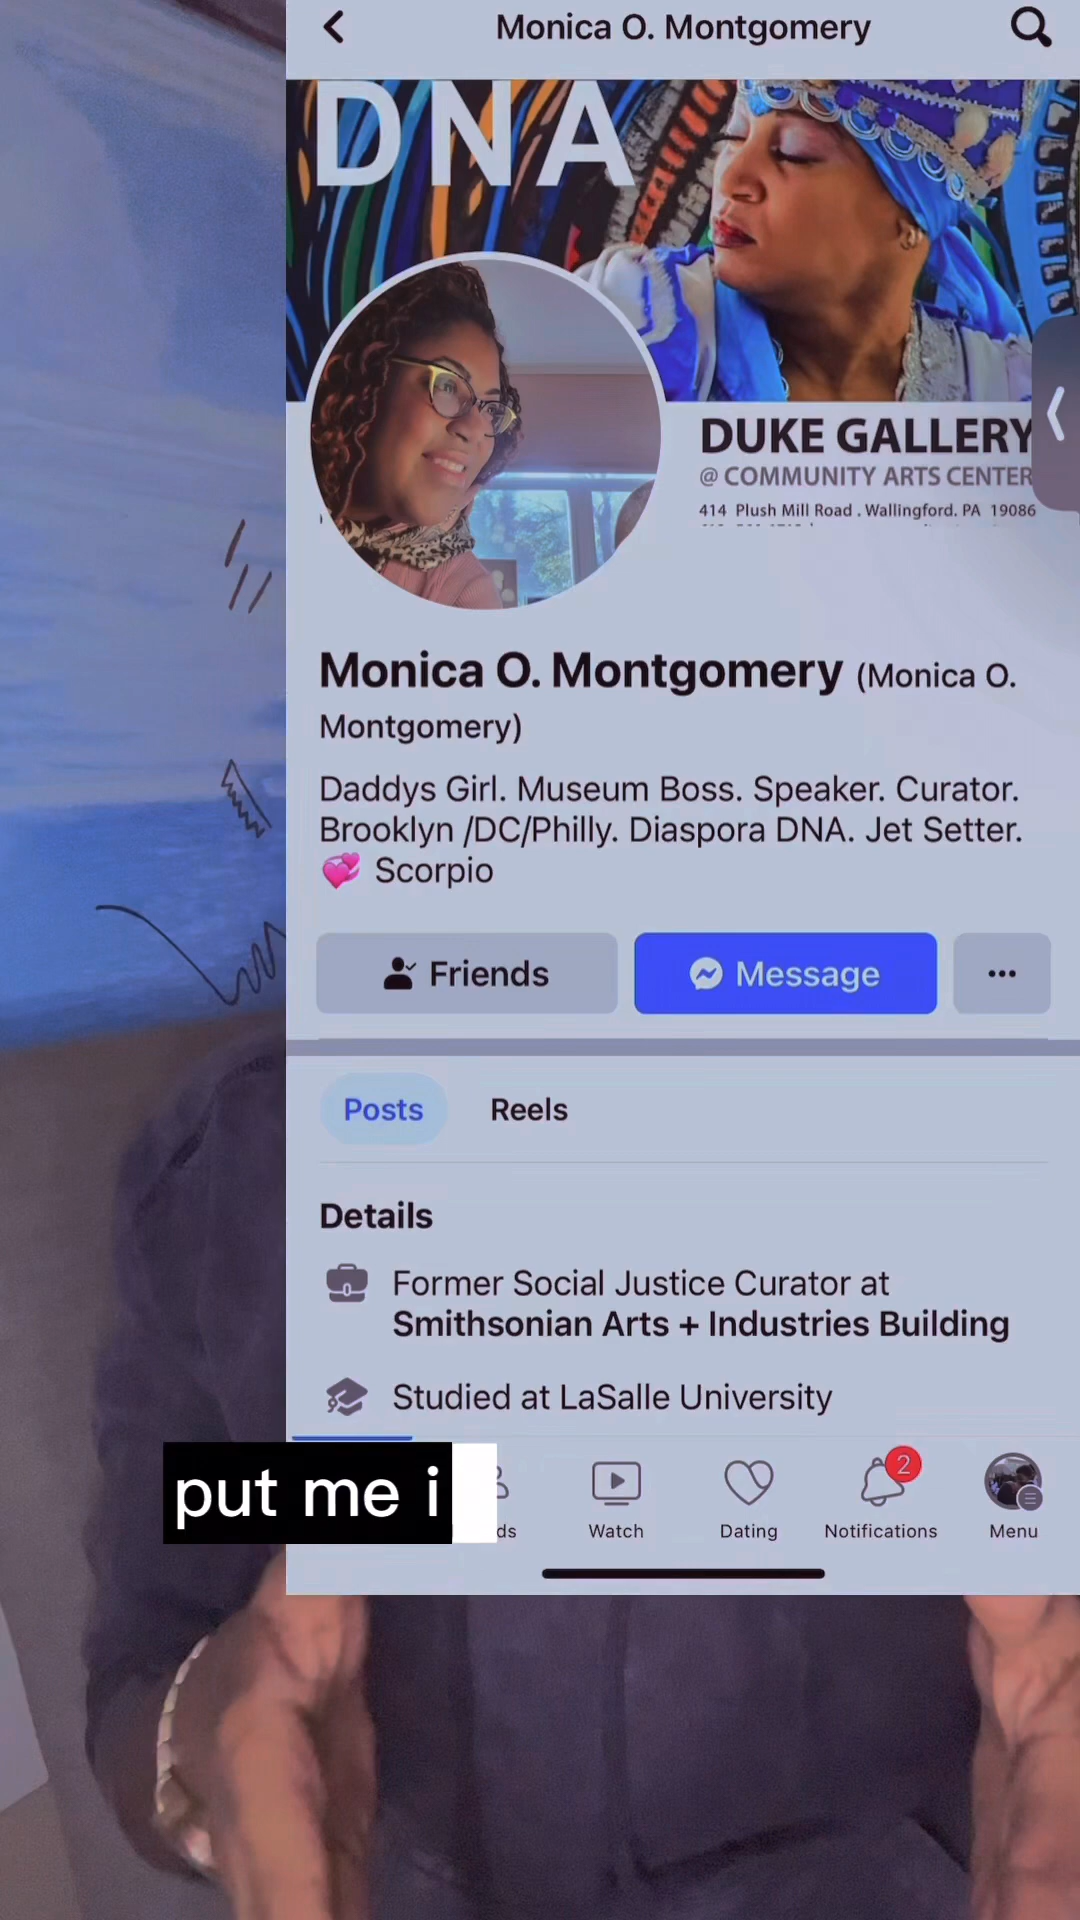 Monica O. Montgomery
DNA
DUKE GALLERY
@ COMMUNITY ARTS CENTER
414 Plush Mill Road . Wallingford. PA 19086
Monica O. Montgomery (Monica O.
Montgomery)
Daddys Girl. Museum Boss. Speaker. Curator.
Brooklyn /DC/Philly. Diaspora DNA. Jet Setter.
💞 Scorpio
Friends
Message
Posts
Reels
Details
Former Social Justice Curator at
Smithsonian Arts + Industries Building
Studied at LaSalle University
put me i
2
ds
Watch
Dating
Notifications
Menu